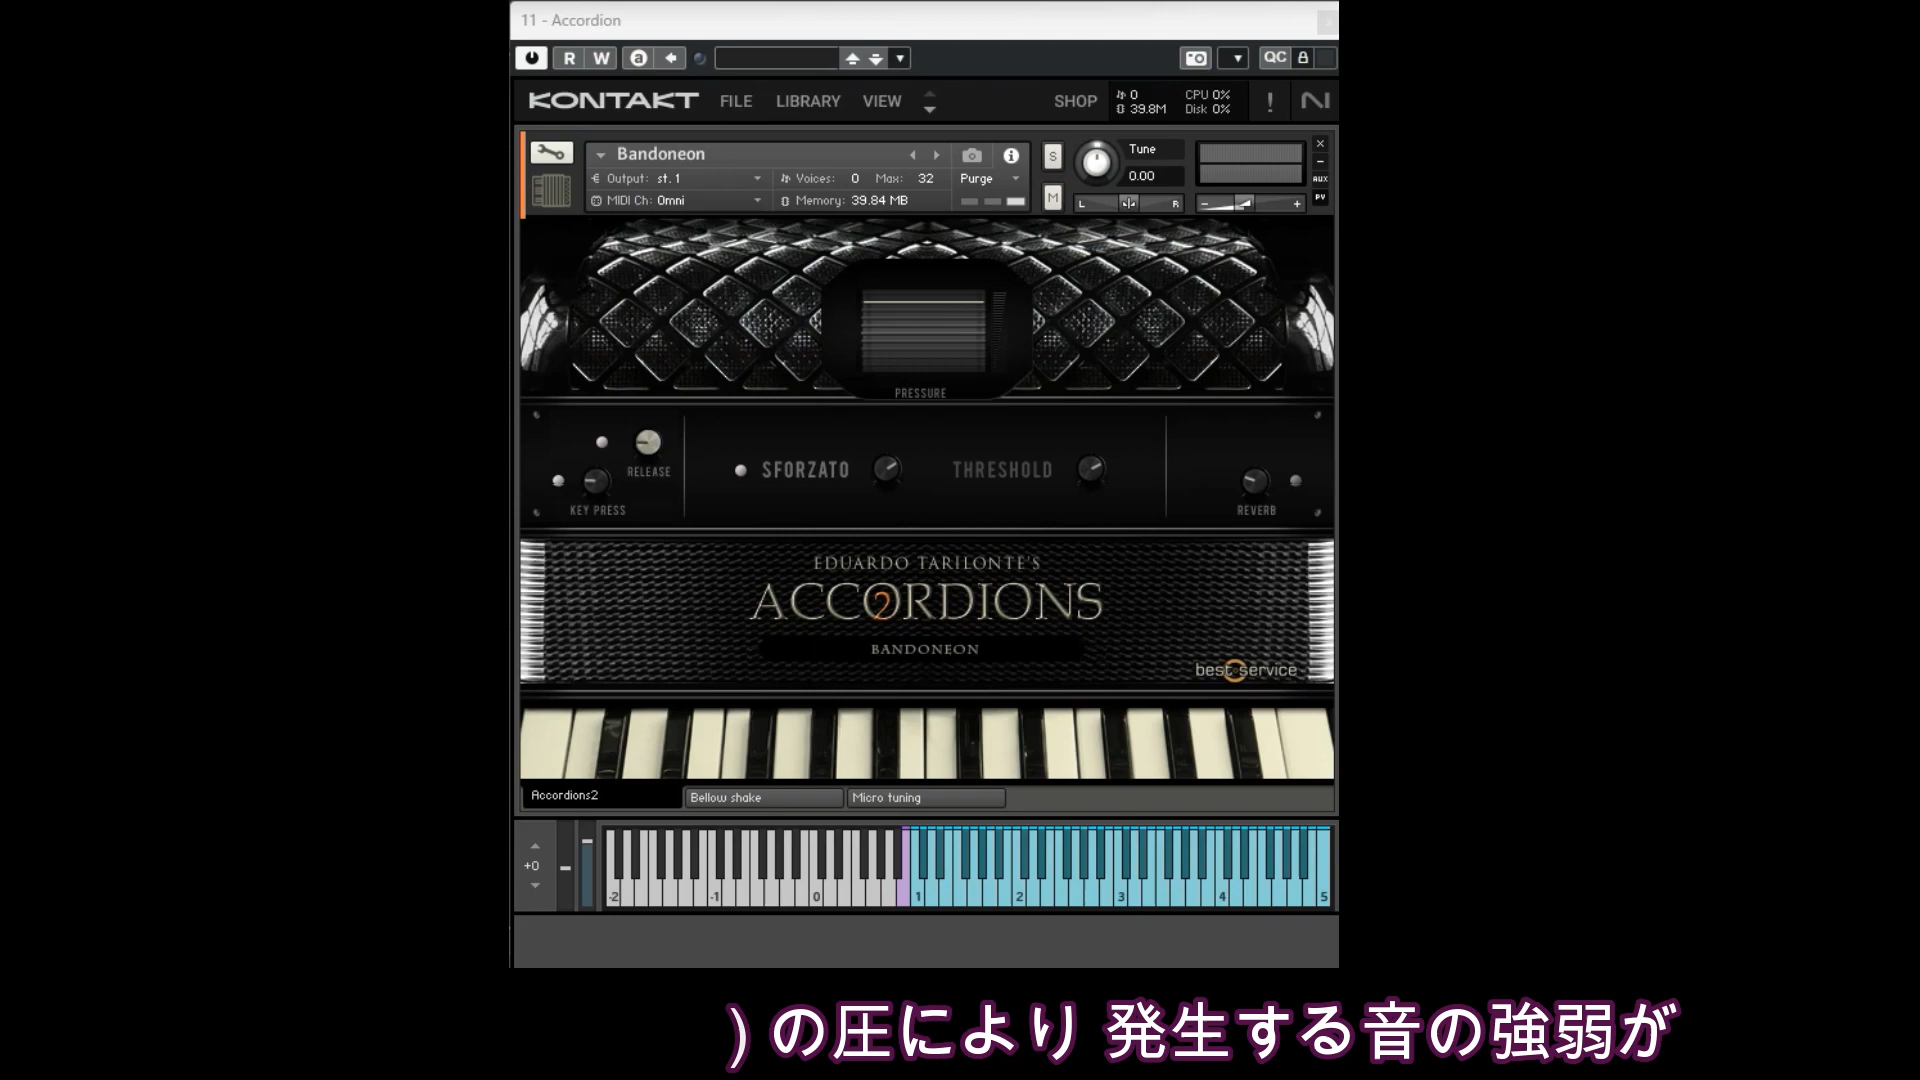 11 - Accordion
R W a QC
KONTAKT FILE LIBRARY VIEW SHOP 0 39.8M CPU 0% Disk 0% !
Bandoneon
Output: st. 1 Voices: 0 Max: 32 Purge
MIDI Ch: Omni Memory: 39.84 MB
S
M
Tune
0.00
L R
- +
AUX
PV
PRESSURE
RELEASE
KEY PRESS
SFORZATO THRESHOLD
REVERB
EDUARDO TARILONTE'S
ACCORDIONS
2
BANDONEON
best service
Accordions2 Bellow shake Micro tuning
+0
-2 -1 0 1 2 3 4 5
) の圧により 発生する音の強弱が